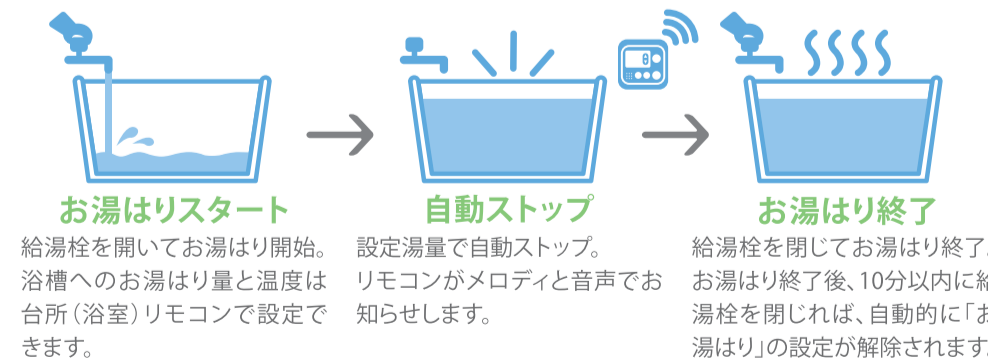 お湯はりスタート
給湯栓を開いてお湯はり開始。
浴槽へのお湯はり量と温度は
台所(浴室)リモコンで設定で
きます。
自動ストップ
設定湯量で自動ストップ。
リモコンがメロディと音声でお
知らせします。
お湯はり終了
給湯栓を閉じてお湯はり終了。
お湯はり終了後、10分以内に給
湯栓を閉じれば、自動的に「お
湯はり」の設定が解除されます。